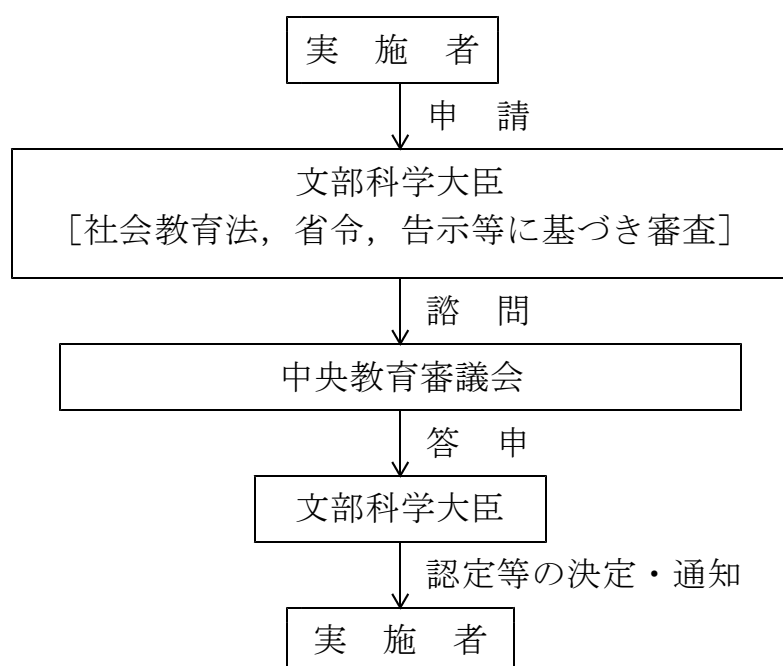 実　施　者
申　請
文部科学大臣
［社会教育法，省令，告示等に基づき審査］
諮　問
中央教育審議会
答　申
文部科学大臣
認定等の決定・通知
実　施　者